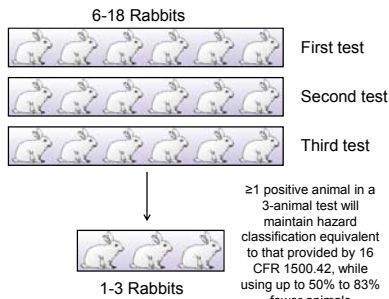 6-18 Rabbits
First test
Second test
Third test
≥1 positive animal in a
3-animal test will
maintain hazard
classification equivalent
to that provided by 16
CFR 1500.42, while
using up to 50% to 83%
fewer animals
1-3 Rabbits